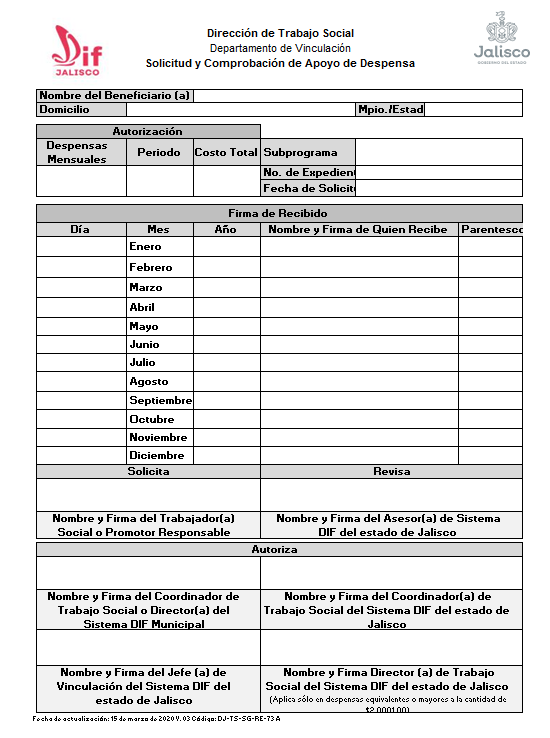 Dif
JALISCO
Dirección de Trabajo Social
Departamento de Vinculación
Solicitud y Comprobación de Apoyo de Despensa
Jalisco
GOBIERNO DEL ESTADO
Nombre del Beneficiario (a)
Domicilio Mpio./Estad
Autorización
Despensas Mensuales Periodo Costo Total Subprograma
No. de Expedien
Fecha de Solicit
Firma de Recibido
Día Mes Año Nombre y Firma de Quien Recibe Parentesco
Enero
Febrero
Marzo
Abril
Mayo
Junio
Julio
Agosto
Septiembre
Octubre
Noviembre
Diciembre
Solicita Revisa
Nombre y Firma del Trabajador(a) Social o Promotor Responsable
Nombre y Firma del Asesor(a) de Sistema DIF del estado de Jalisco
Autoriza
Nombre y Firma del Coordinador de Trabajo Social o Director(a) del Sistema DIF Municipal
Nombre y Firma del Coordinador(a) de Trabajo Social del Sistema DIF del estado de Jalisco
Nombre y Firma del Jefe (a) de Vinculación del Sistema DIF del estado de Jalisco
Nombre y Firma Director (a) de Trabajo Social del Sistema DIF del estado de Jalisco
(Aplica sólo en despensas equivalentes o mayores a la cantidad de
Fecha de actualización: 15 de marzo de 2020 V. 03 Código: DJ-TS-SG-RE-73 A